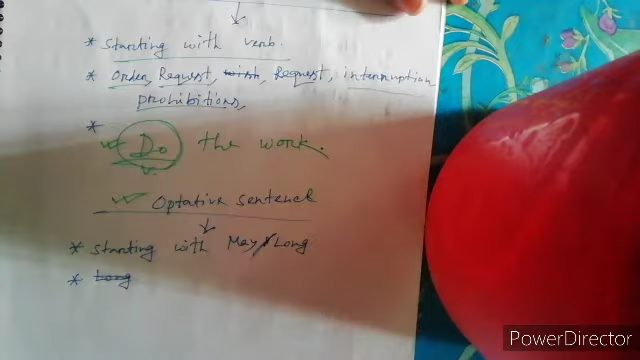 * Starting with verb.
* Order, Request, wish, Request, interruption,
prohibitions,
*
Do the work.
Optative sentence
* Starting with May / Long
* Long
PowerDirector